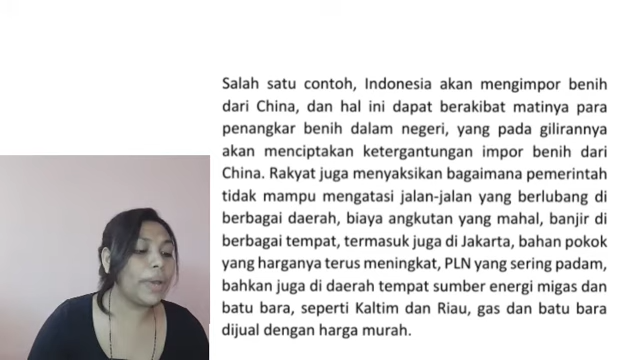 Salah satu contoh, Indonesia akan mengimpor benih
dari China, dan hal ini dapat berakibat matinya para
penangkar benih dalam negeri, yang pada gilirannya
akan menciptakan ketergantungan impor benih dari
China. Rakyat juga menyaksikan bagaimana pemerintah
tidak mampu mengatasi jalan-jalan yang berlubang di
berbagai daerah, biaya angkutan yang mahal, banjir di
berbagai tempat, termasuk juga di Jakarta, bahan pokok
yang harganya terus meningkat, PLN yang sering padam,
bahkan juga di daerah tempat sumber energi migas dan
batu bara, seperti Kaltim dan Riau, gas dan batu bara
dijual dengan harga murah.